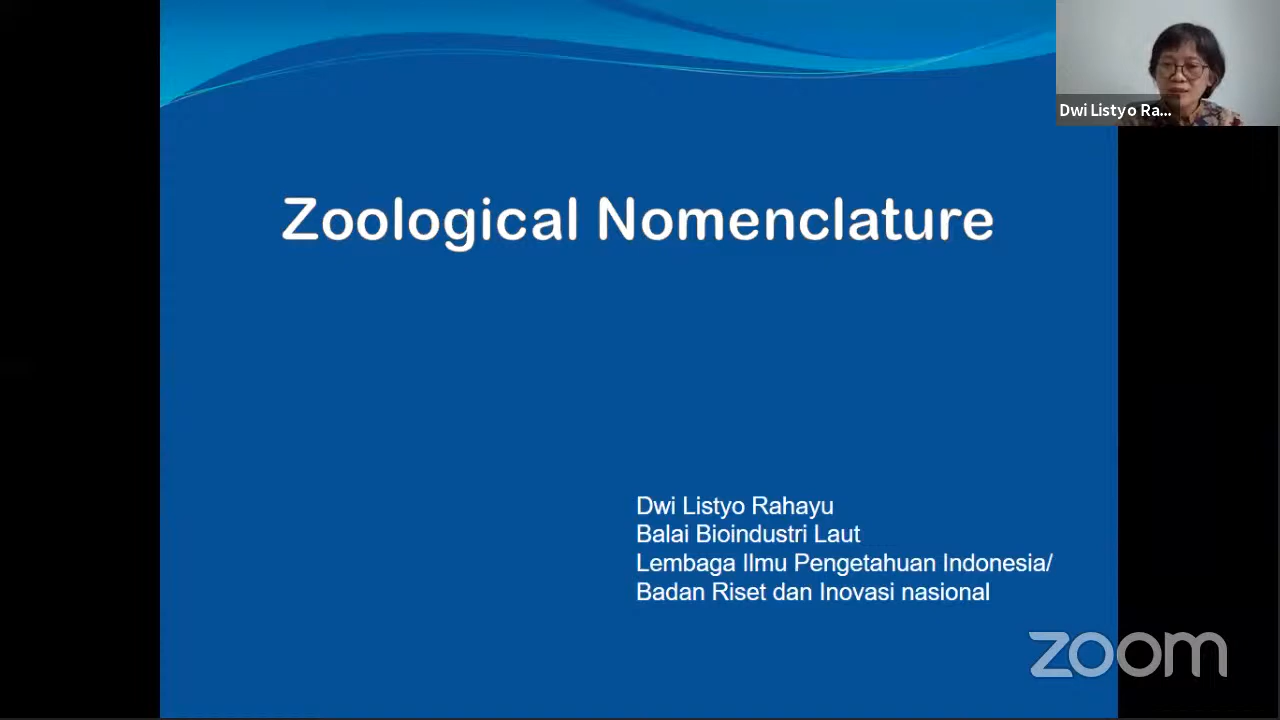 Dwi Listyo Ra...
Zoological Nomenclature
Dwi Listyo Rahayu
Balai Bioindustri Laut
Lembaga Ilmu Pengetahuan Indonesia/
Badan Riset dan Inovasi nasional
zoom